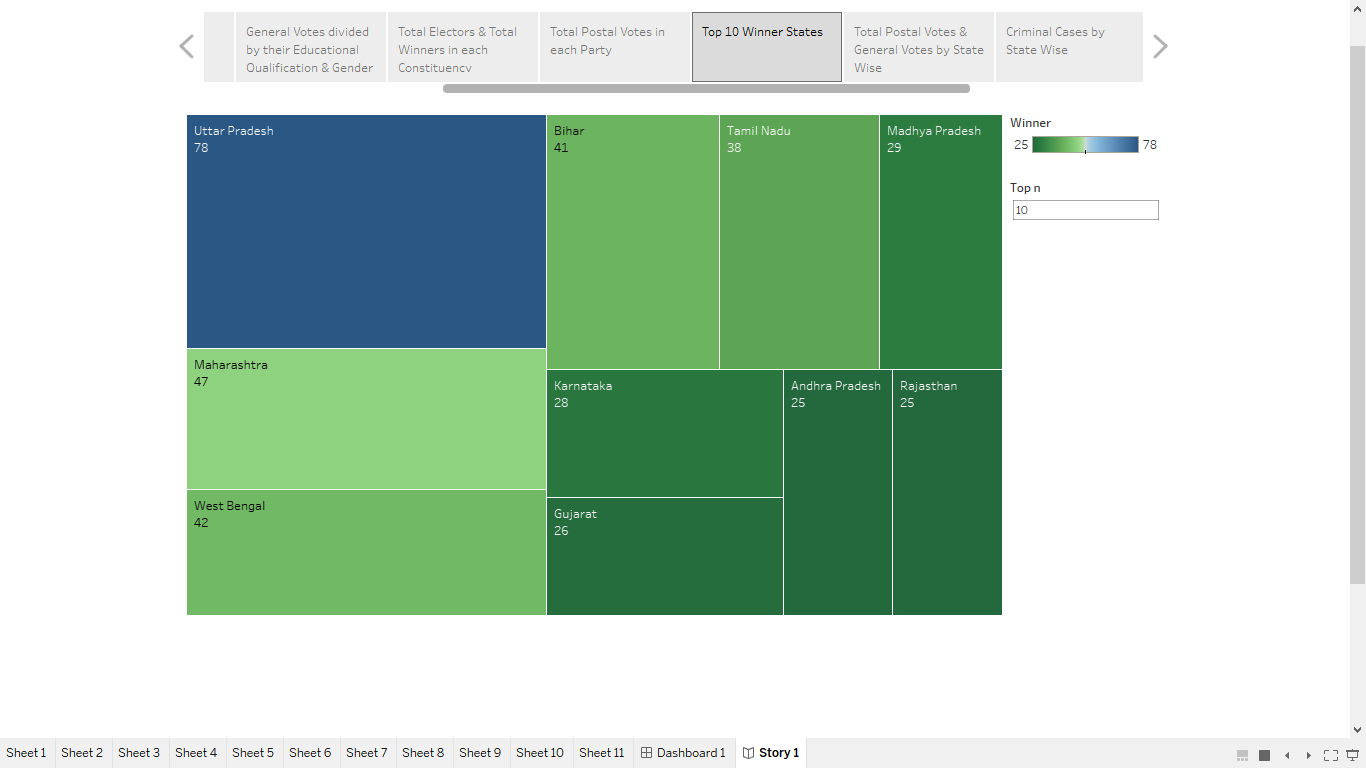 General Votes divided
by their Educational
Qualification & Gender
Total Electors & Total
Winners in each
Constituency
Total Postal Votes in
each Party
Top 10 Winner States
Total Postal Votes &
General Votes by State
Wise
Criminal Cases by
State Wise
Uttar Pradesh
78
Bihar
41
Tamil Nadu
38
Madhya Pradesh
29
Maharashtra
47
West Bengal
42
Karnataka
28
Gujarat
26
Andhra Pradesh
25
Rajasthan
25
Winner
25 78
Top n
10
Sheet 1 Sheet 2 Sheet 3 Sheet 4 Sheet 5 Sheet 6 Sheet 7 Sheet 8 Sheet 9 Sheet 10 Sheet 11 Dashboard 1 Story 1